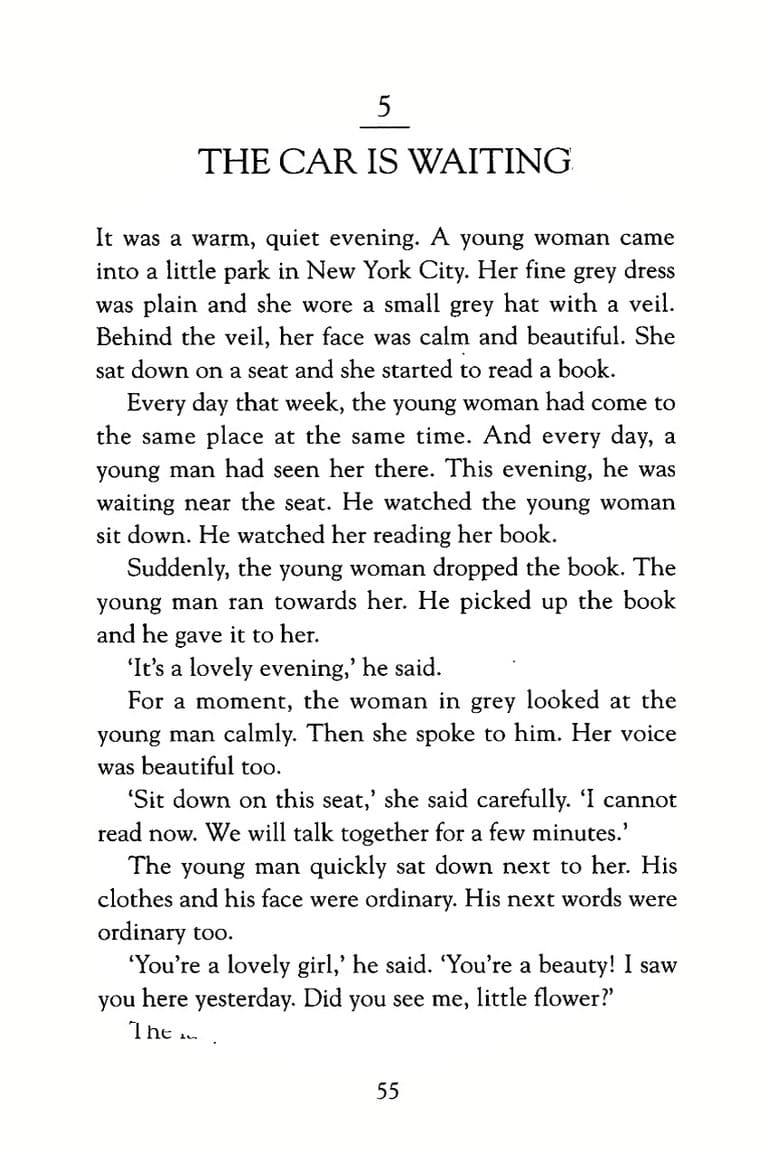 5
THE CAR IS WAITING
It was a warm, quiet evening. A young woman came
into a little park in New York City. Her fine grey dress
was plain and she wore a small grey hat with a veil.
Behind the veil, her face was calm and beautiful. She
sat down on a seat and she started to read a book.
Every day that week, the young woman had come to
the same place at the same time. And every day, a
young man had seen her there. This evening, he was
waiting near the seat. He watched the young woman
sit down. He watched her reading her book.
Suddenly, the young woman dropped the book. The
young man ran towards her. He picked up the book
and he gave it to her.
‘It’s a lovely evening,’ he said.
For a moment, the woman in grey looked at the
young man calmly. Then she spoke to him. Her voice
was beautiful too.
‘Sit down on this seat,’ she said carefully. ‘I cannot
read now. We will talk together for a few minutes.’
The young man quickly sat down next to her. His
clothes and his face were ordinary. His next words were
ordinary too.
‘You’re a lovely girl,’ he said. ‘You’re a beauty! I saw
you here yesterday. Did you see me, little flower?’
The
55